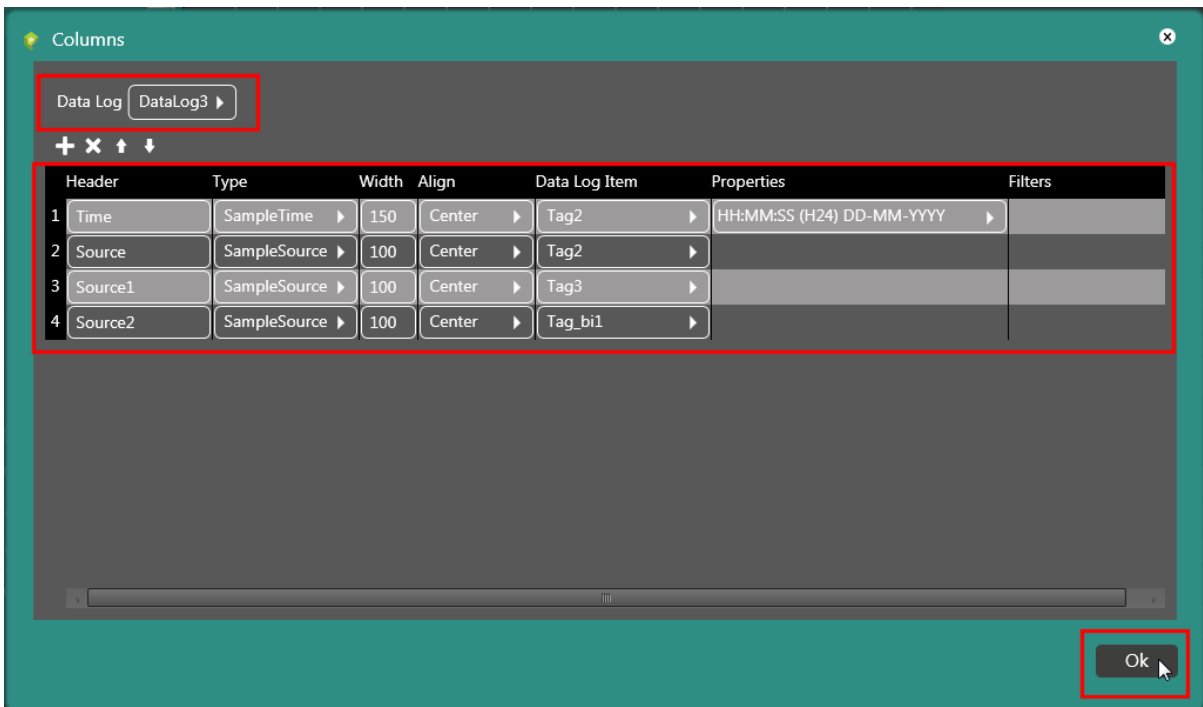 Columns
Data Log DataLog3
Header Type Width Align Data Log Item Properties Filters
1 Time SampleTime 150 Center Tag2 HH:MM:SS (H24) DD-MM-YYYY
2 Source SampleSource 100 Center Tag2
3 Source1 SampleSource 100 Center Tag3
4 Source2 SampleSource 100 Center Tag_bi1
Ok